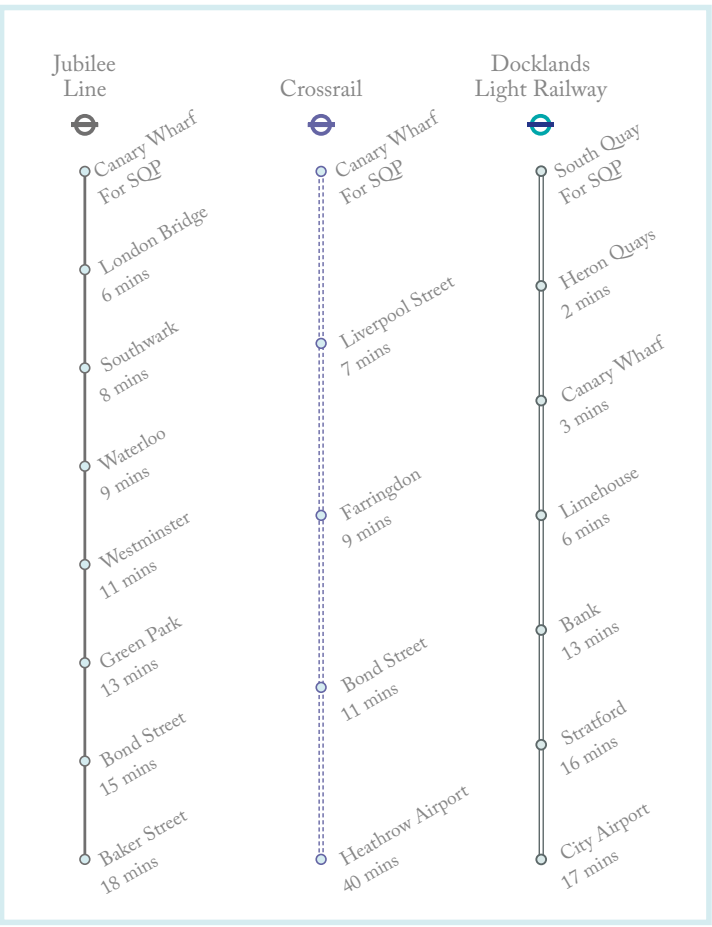 Jubilee
Line
Canary Wharf
For SQP
London Bridge
6 mins
Southwark
8 mins
Waterloo
9 mins
Westminster
11 mins
Green Park
13 mins
Bond Street
15 mins
Baker Street
18 mins
Crossrail
Canary Wharf
For SQP
Liverpool Street
7 mins
Farringdon
9 mins
Bond Street
11 mins
Heathrow Airport
40 mins
Docklands
Light Railway
South Quay
For SQP
Heron Quays
2 mins
Canary Wharf
3 mins
Limehouse
6 mins
Bank
13 mins
Stratford
16 mins
City Airport
17 mins